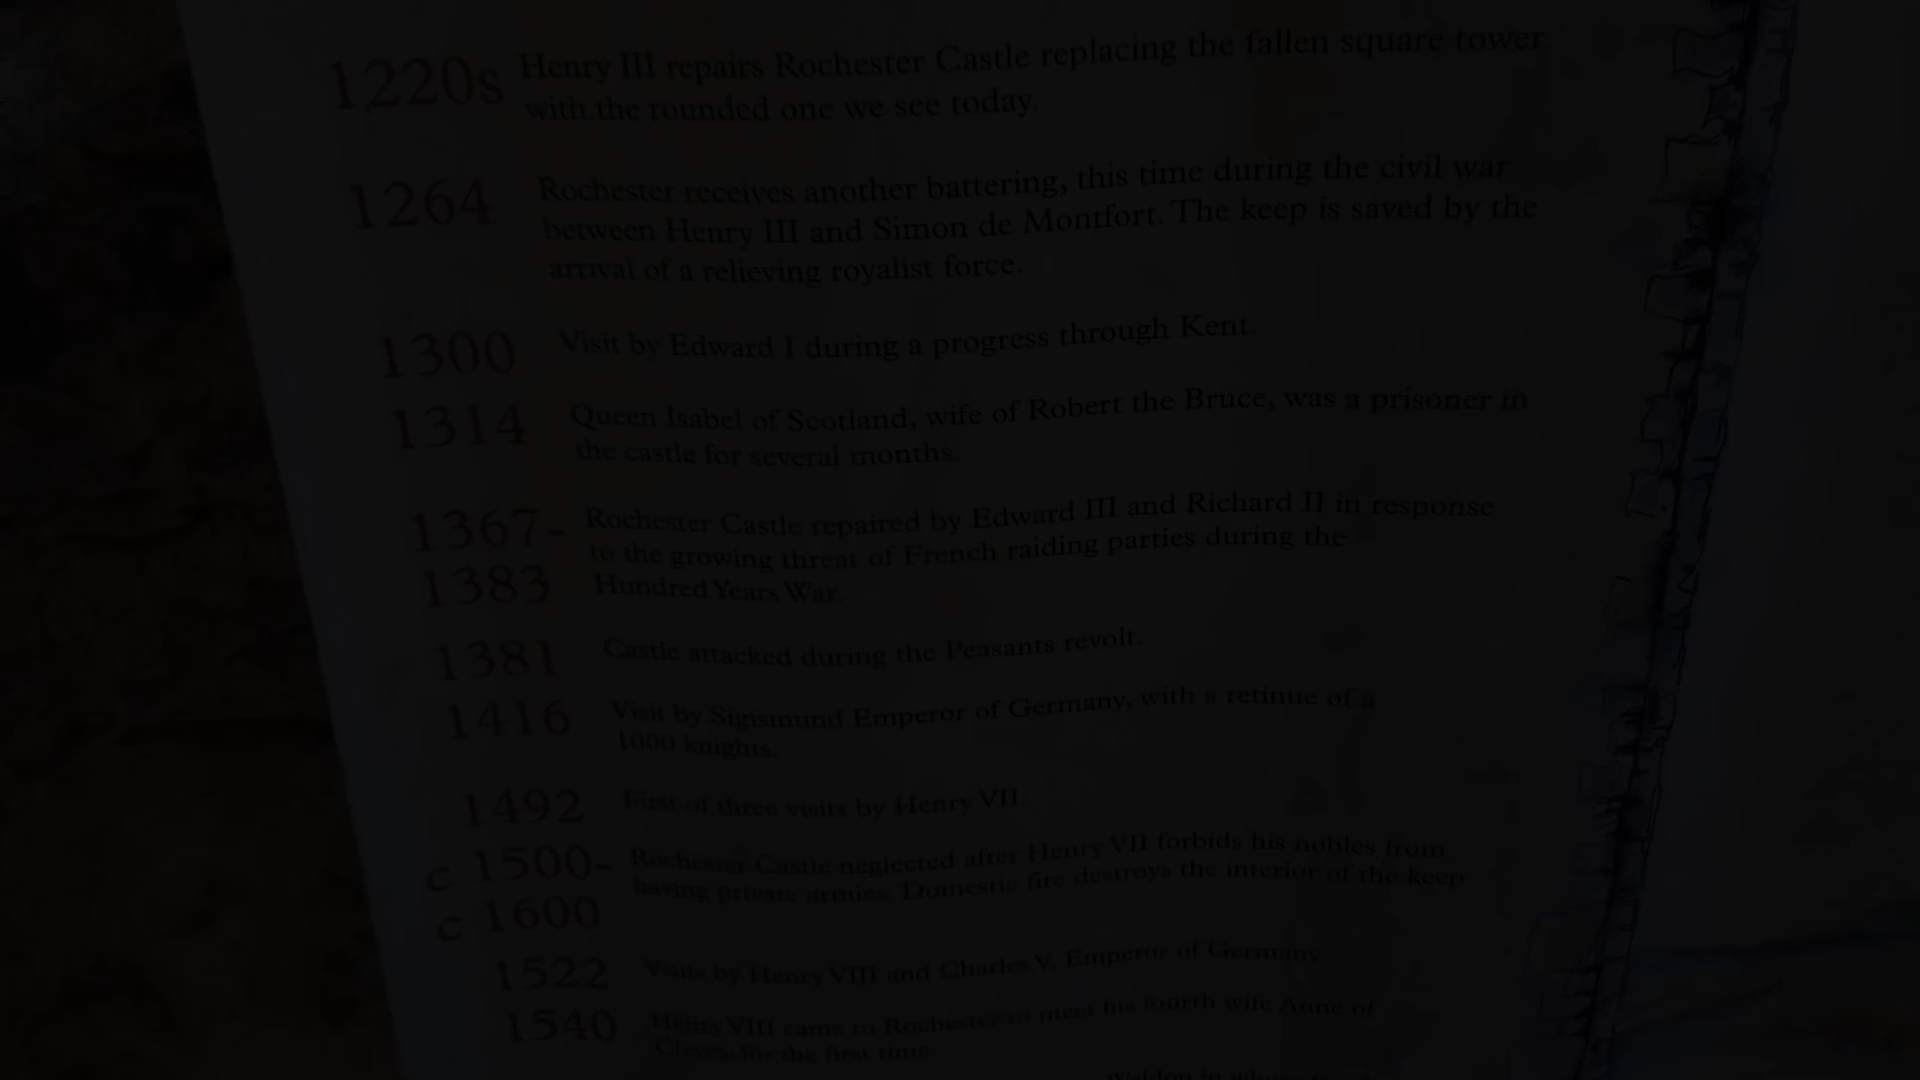 1220s Henry III repairs Rochester Castle replacing the fallen square tower
with the rounded one we see today.
1264 Rochester receives another battering, this time during the civil war
between Henry III and Simon de Montfort. The keep is saved by the
arrival of a relieving royalist force.
1300 Visit by Edward I during a progress through Kent.
1314 Queen Isabel of Scotland, wife of Robert the Bruce, was a prisoner in
the castle for several months.
1367- Rochester Castle repaired by Edward III and Richard II in response
to the growing threat of French raiding parties during the
1383 Hundred Years War.
1381 Castle attacked during the Peasants revolt.
1416 Visit by Sigismund Emperor of Germany, with a retinue of a
1000 knights.
1492 First of three visits by Henry VII
c 1500- Rochester Castle neglected after Henry VII forbids his nobles from
having private armies. Domestic fire destroys the interior of the keep
c 1600
1522 Visits by Henry VIII and Charles V, Emperor of Germany
1540 Henry VIII came to Rochester to meet his fourth wife Anne of
Cleves, for the first time.